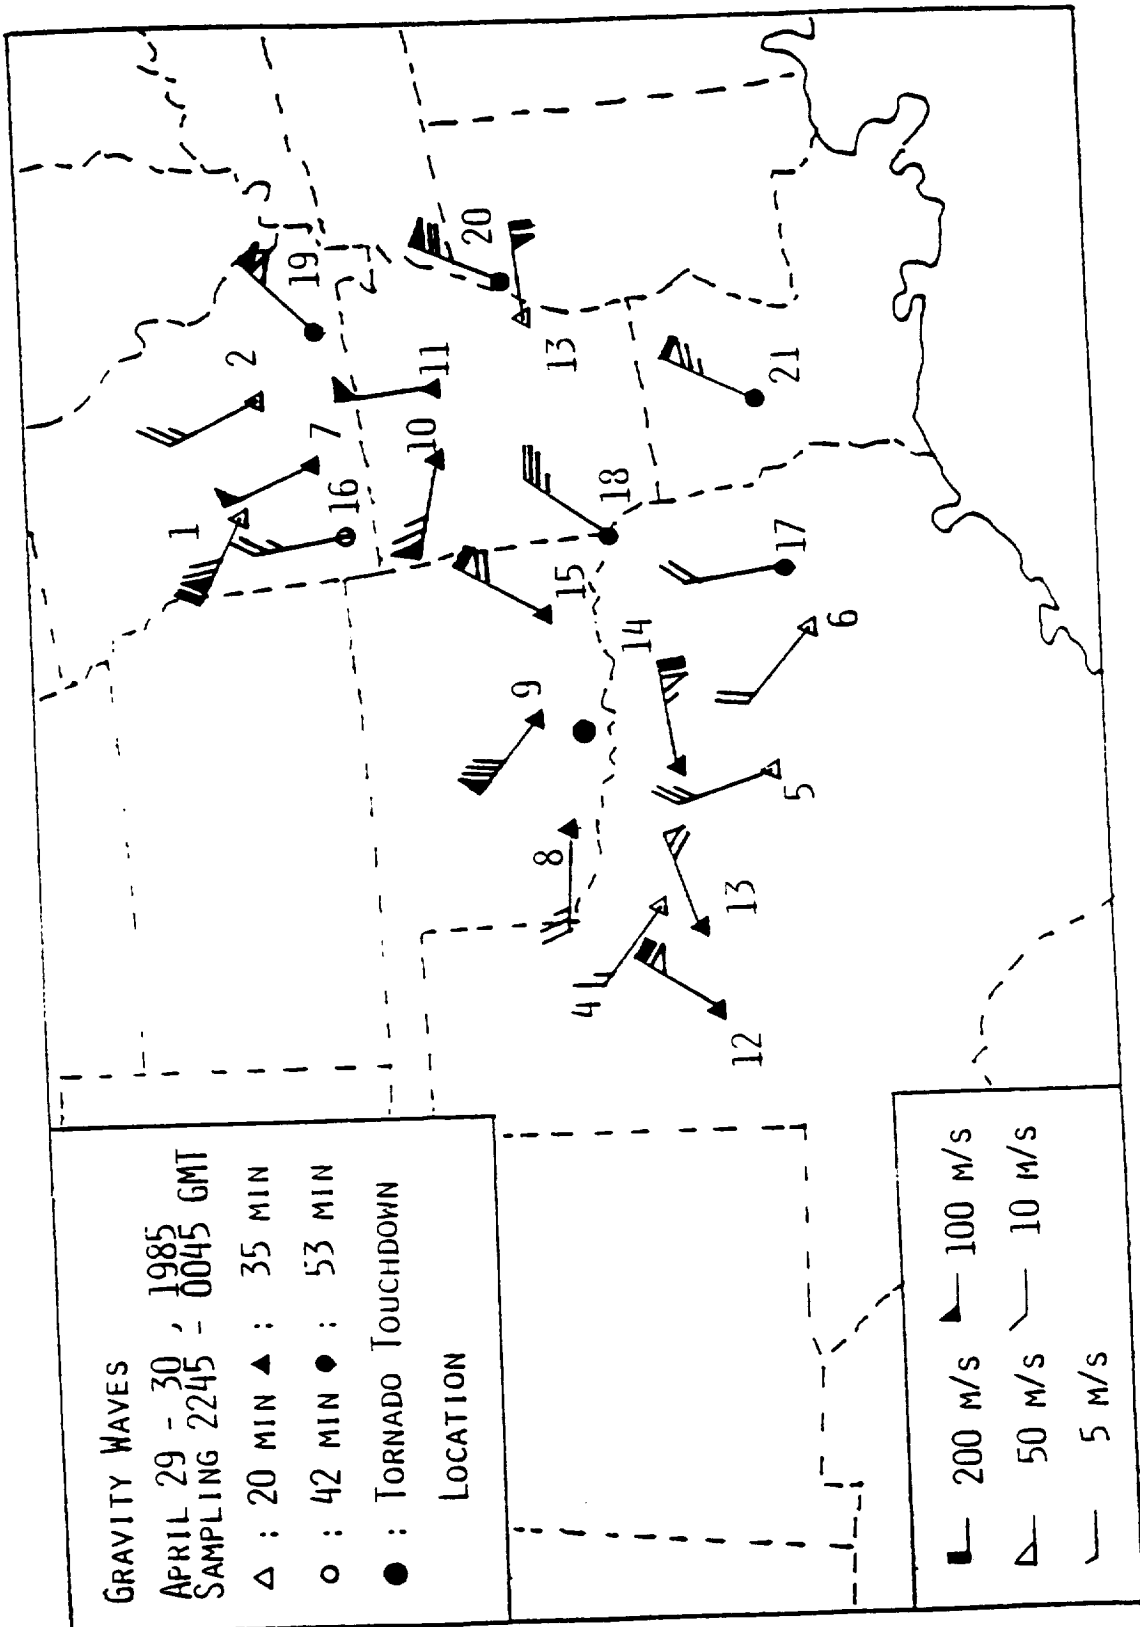 GRAVITY WAVES
APRIL 29 - 30, 1985
SAMPLING 2245 - 0045 GMT
△ : 20 MIN ▲ : 35 MIN
○ : 42 MIN ● : 53 MIN
● : TORNADO TOUCHDOWN
LOCATION
200 M/S
100 M/S
50 M/S
10 M/S
5 M/S
1
2
19
7
16
11
10
20
13
18
21
15
17
14
6
9
5
8
13
4
12